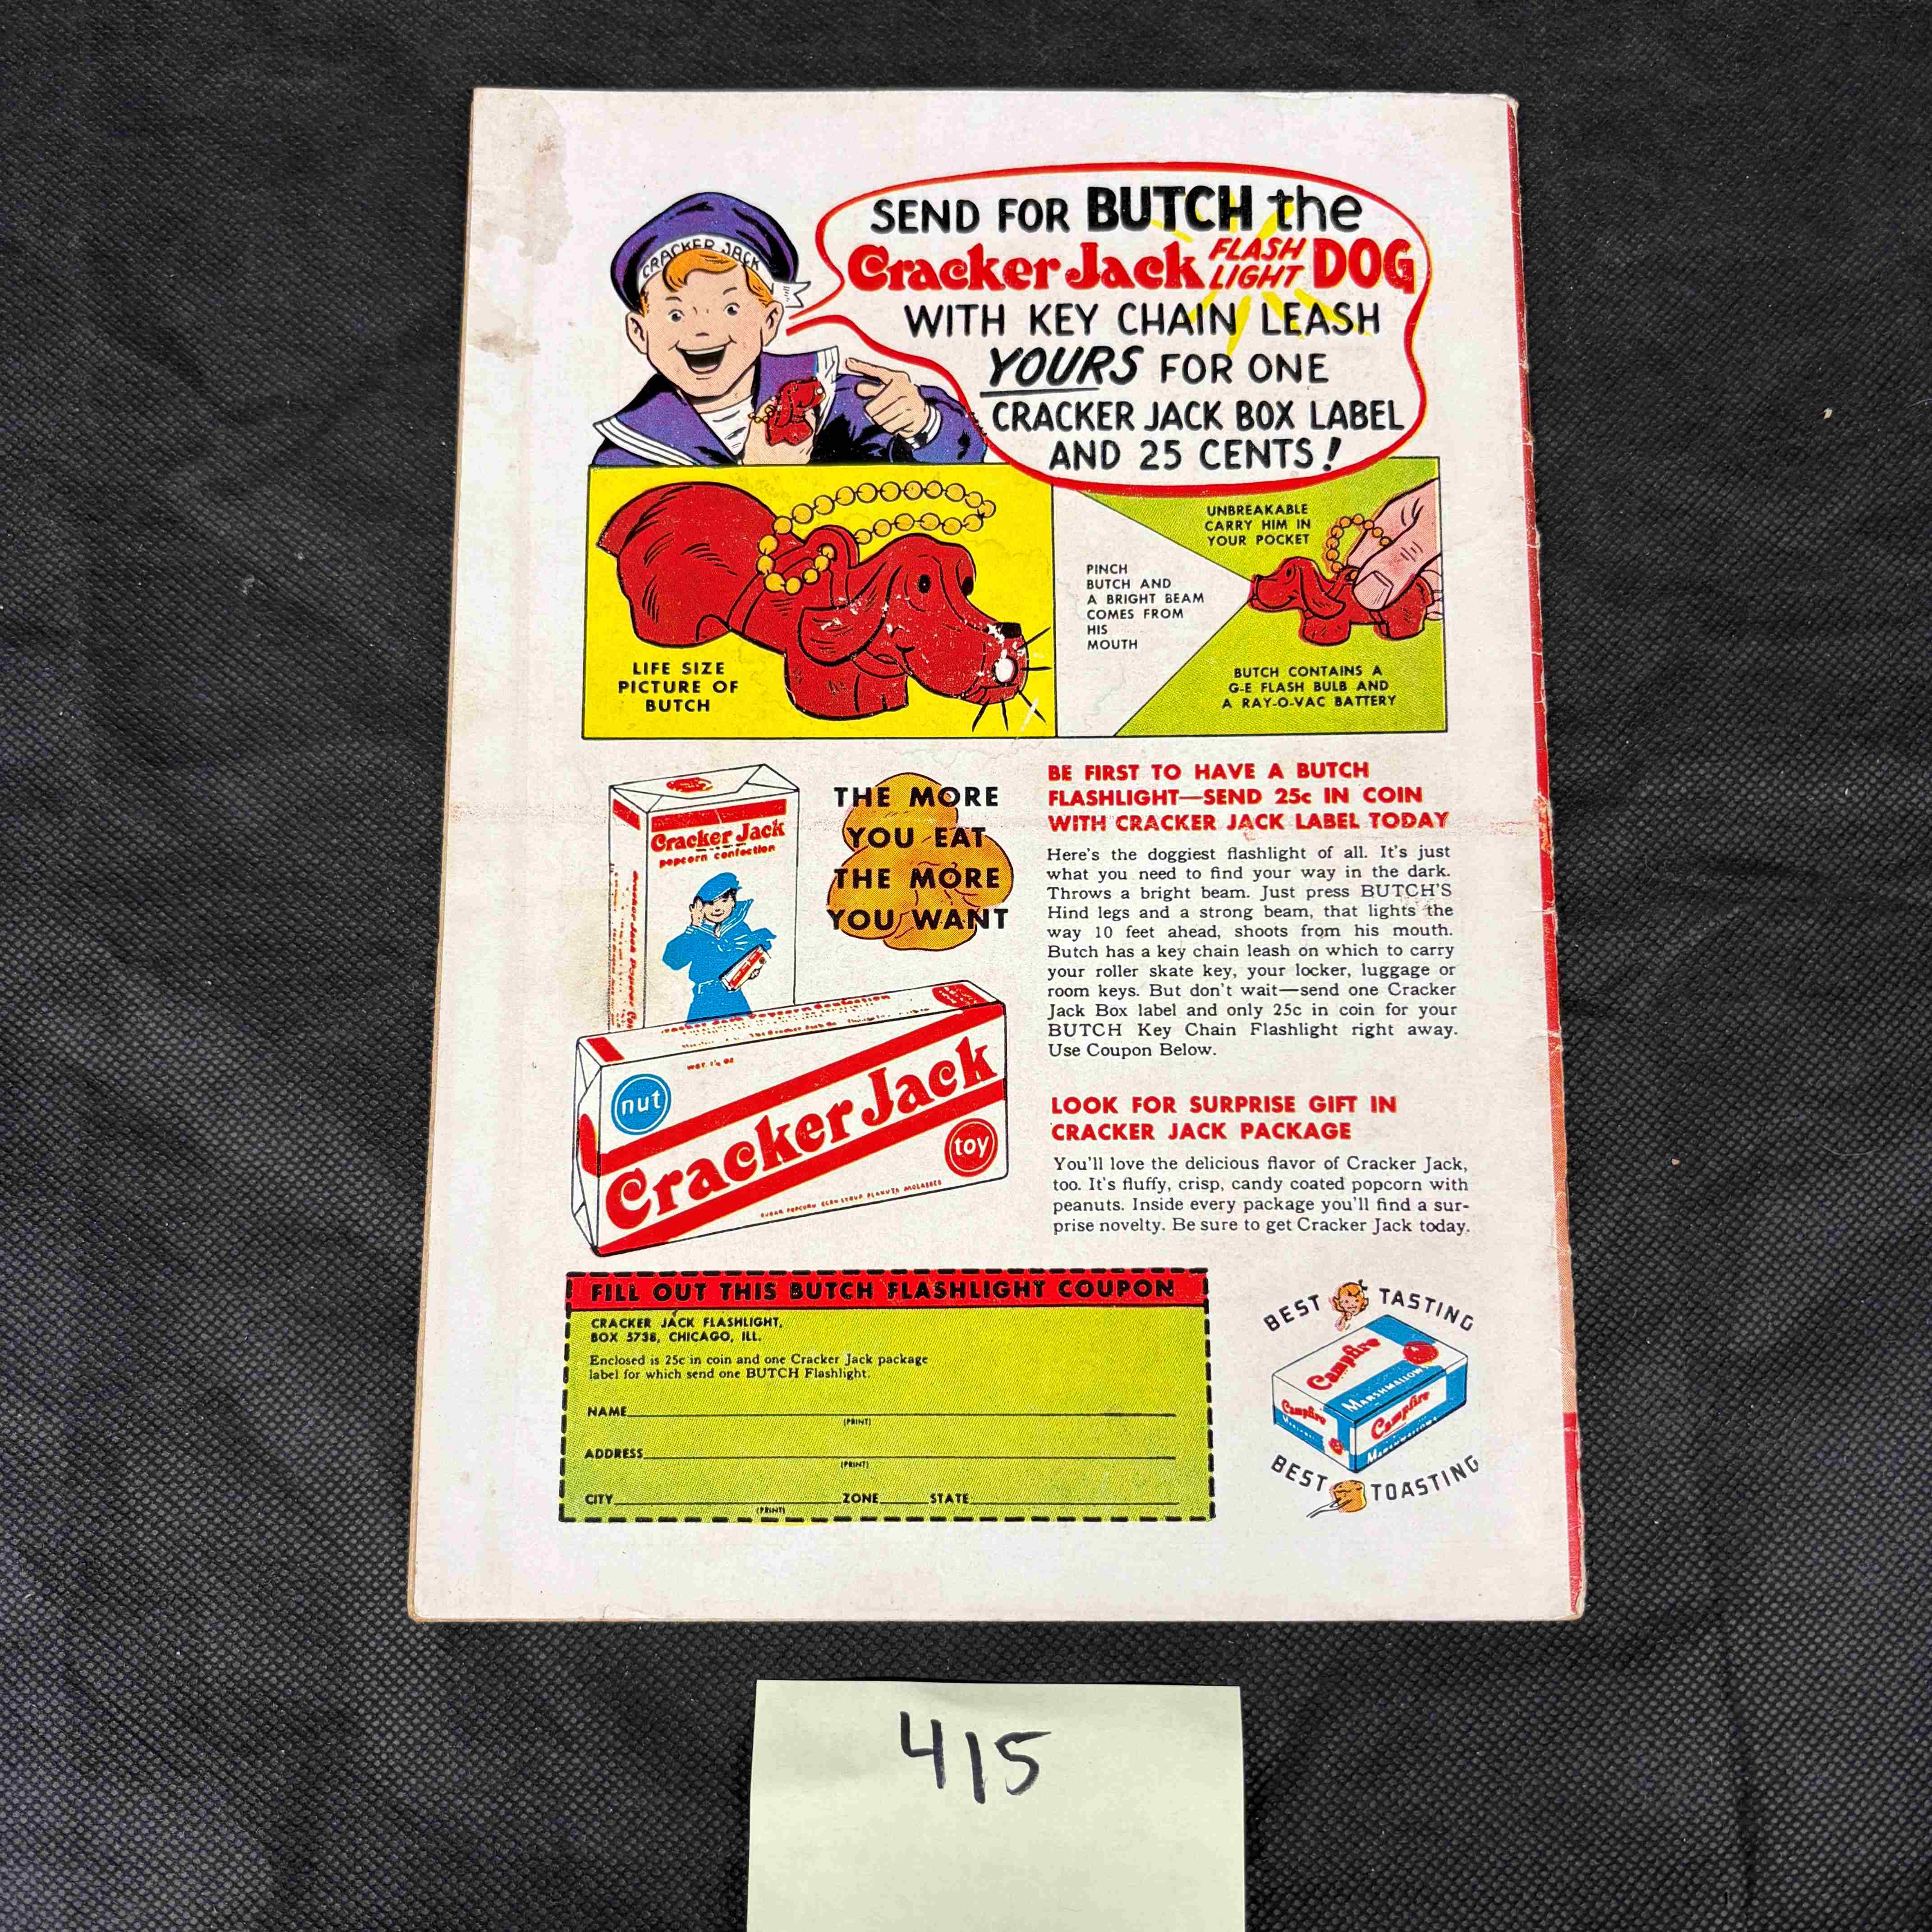 CRACKER JACK
SEND FOR BUTCH the
Cracker Jack FLASH LIGHT DOG
WITH KEY CHAIN LEASH
YOURS FOR ONE
CRACKER JACK BOX LABEL
AND 25 CENTS!
LIFE SIZE
PICTURE OF
BUTCH
PINCH
BUTCH AND
A BRIGHT BEAM
COMES FROM
HIS
MOUTH
UNBREAKABLE
CARRY HIM IN
YOUR POCKET
BUTCH CONTAINS A
G-E FLASH BULB AND
A RAY-O-VAC BATTERY
Cracker Jack
popcorn confection
THE MORE
YOU EAT
THE MORE
YOU WANT
nut
Cracker Jack
toy
BE FIRST TO HAVE A BUTCH
FLASHLIGHT—SEND 25c IN COIN
WITH CRACKER JACK LABEL TODAY
Here's the doggiest flashlight of all. It's just
what you need to find your way in the dark.
Throws a bright beam. Just press BUTCH'S
Hind legs and a strong beam, that lights the
way 10 feet ahead, shoots from his mouth.
Butch has a key chain leash on which to carry
your roller skate key, your locker, luggage or
room keys. But don't wait—send one Cracker
Jack Box label and only 25c in coin for your
BUTCH Key Chain Flashlight right away.
Use Coupon Below.
LOOK FOR SURPRISE GIFT IN
CRACKER JACK PACKAGE
You'll love the delicious flavor of Cracker Jack,
too. It's fluffy, crisp, candy coated popcorn with
peanuts. Inside every package you'll find a sur-
prise novelty. Be sure to get Cracker Jack today.
FILL OUT THIS BUTCH FLASHLIGHT COUPON
CRACKER JACK FLASHLIGHT,
BOX 5738, CHICAGO, ILL.
Enclosed is 25c in coin and one Cracker Jack package
label for which send one BUTCH Flashlight.
NAME
(PRINT)
ADDRESS
(PRINT)
CITY ZONE STATE
(PRINT)
BEST TASTING
Campfire
MARSHMALLOWS
Campfire
Campfire
MARSHMALLOWS
BEST TOASTING
415